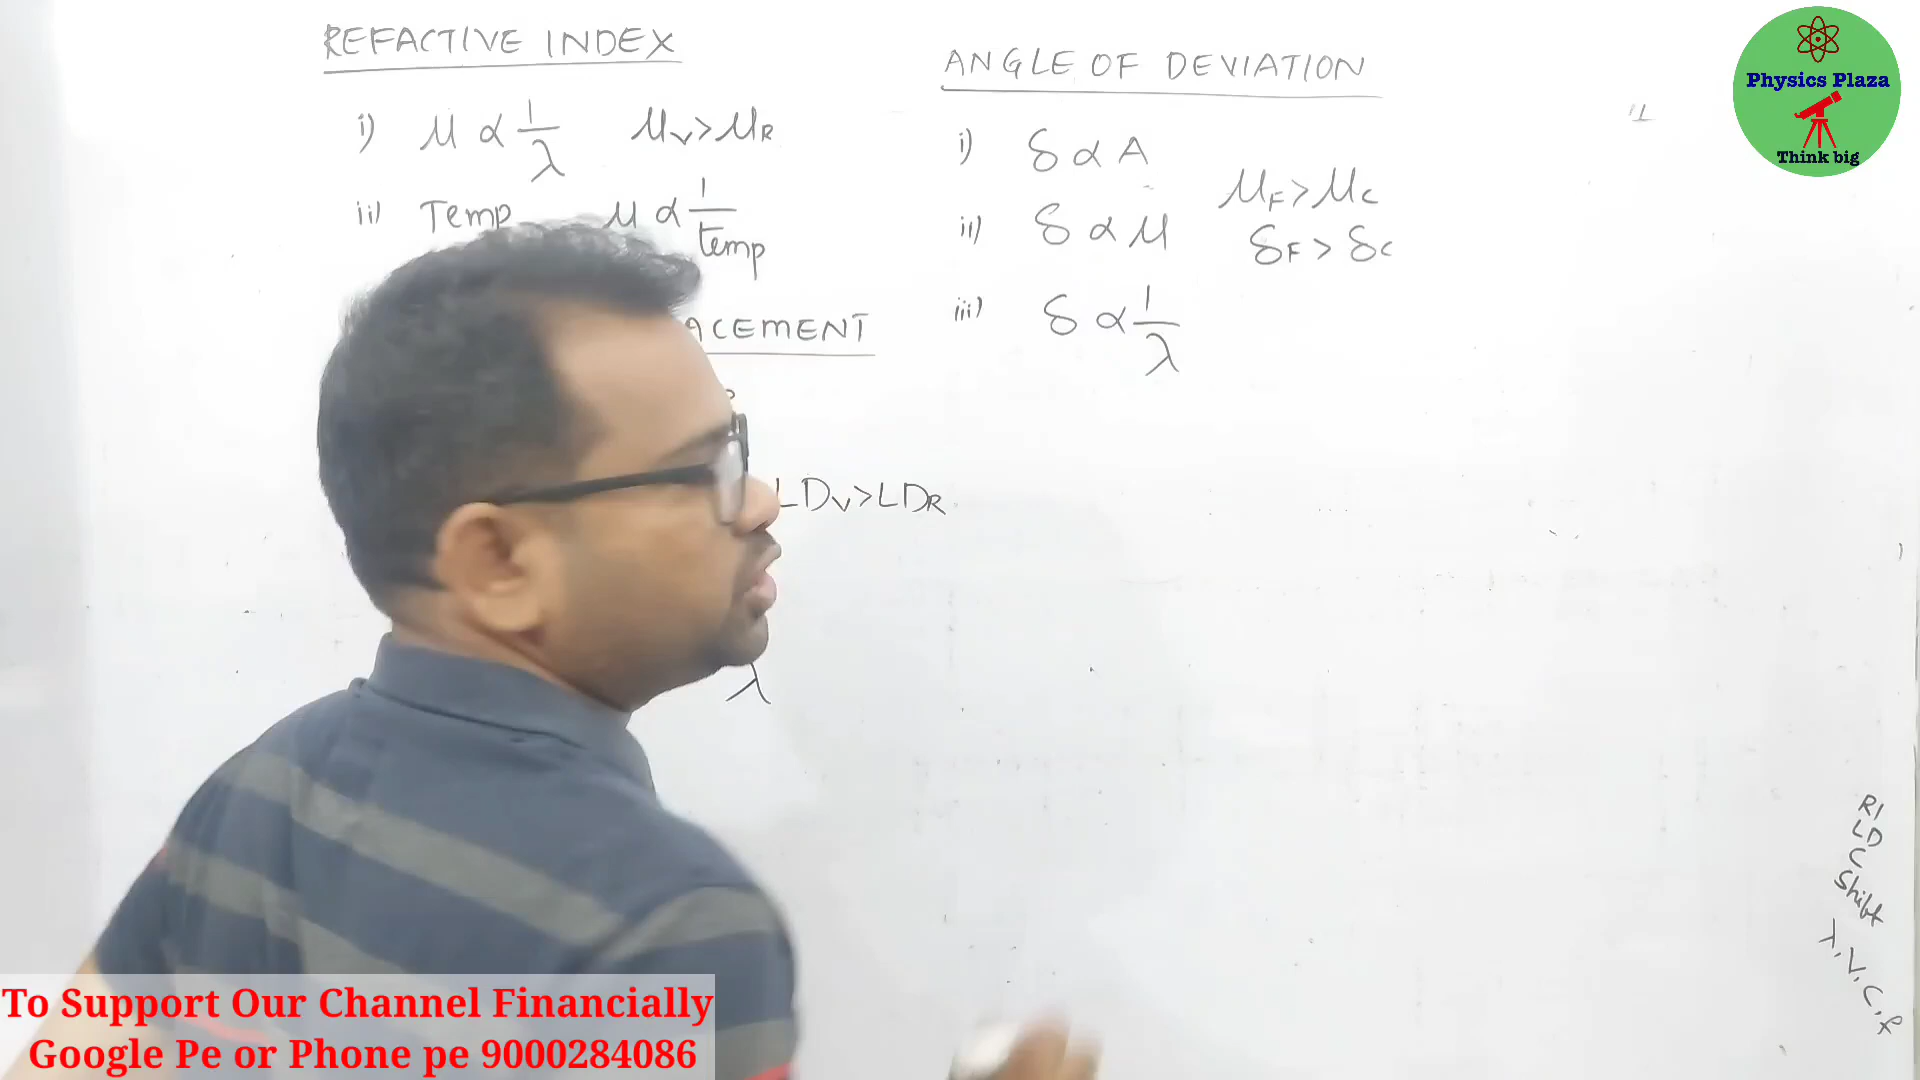 REFACTIVE INDEX
i) μ ∝ 1/λ μV > μR
ii) Temp μ ∝ 1/temp
ACEMENT
LDV > LDR
λ
ANGLE OF DEVIATION
i) δ ∝ A
ii) δ ∝ μ μF > μC
δF > δC
iii) δ ∝ 1/λ
Physics Plaza
Think big
RI
LD
C
Shift
λ, V, C, f
To Support Our Channel Financially
Google Pe or Phone pe 9000284086